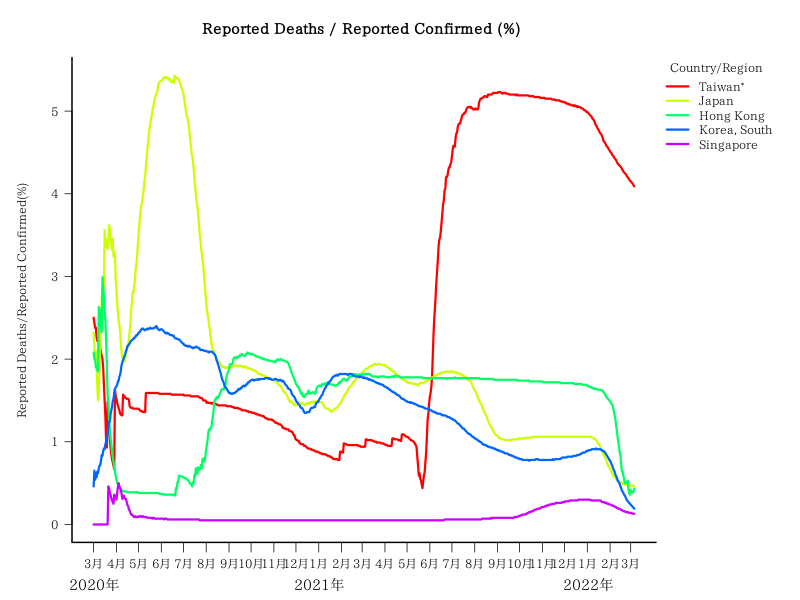 Reported Deaths / Reported Confirmed (%)
Country/Region
Taiwan*
Japan
Hong Kong
Korea, South
Singapore
Reported Deaths/Reported Confirmed(%)
5
4
3
2
1
0
3月 4月 5月 6月 7月 8月 9月 10月 11月 12月 1月 2月 3月 4月 5月 6月 7月 8月 9月 10月 11月 12月 1月 2月 3月
2020年 2021年 2022年